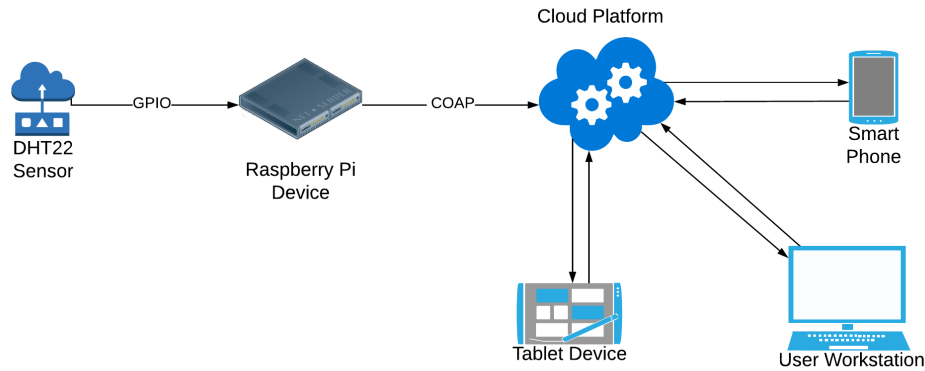 Cloud Platform
GPIO
COAP
DHT22
Sensor
Raspberry Pi
Device
Smart
Phone
Tablet Device
User Workstation